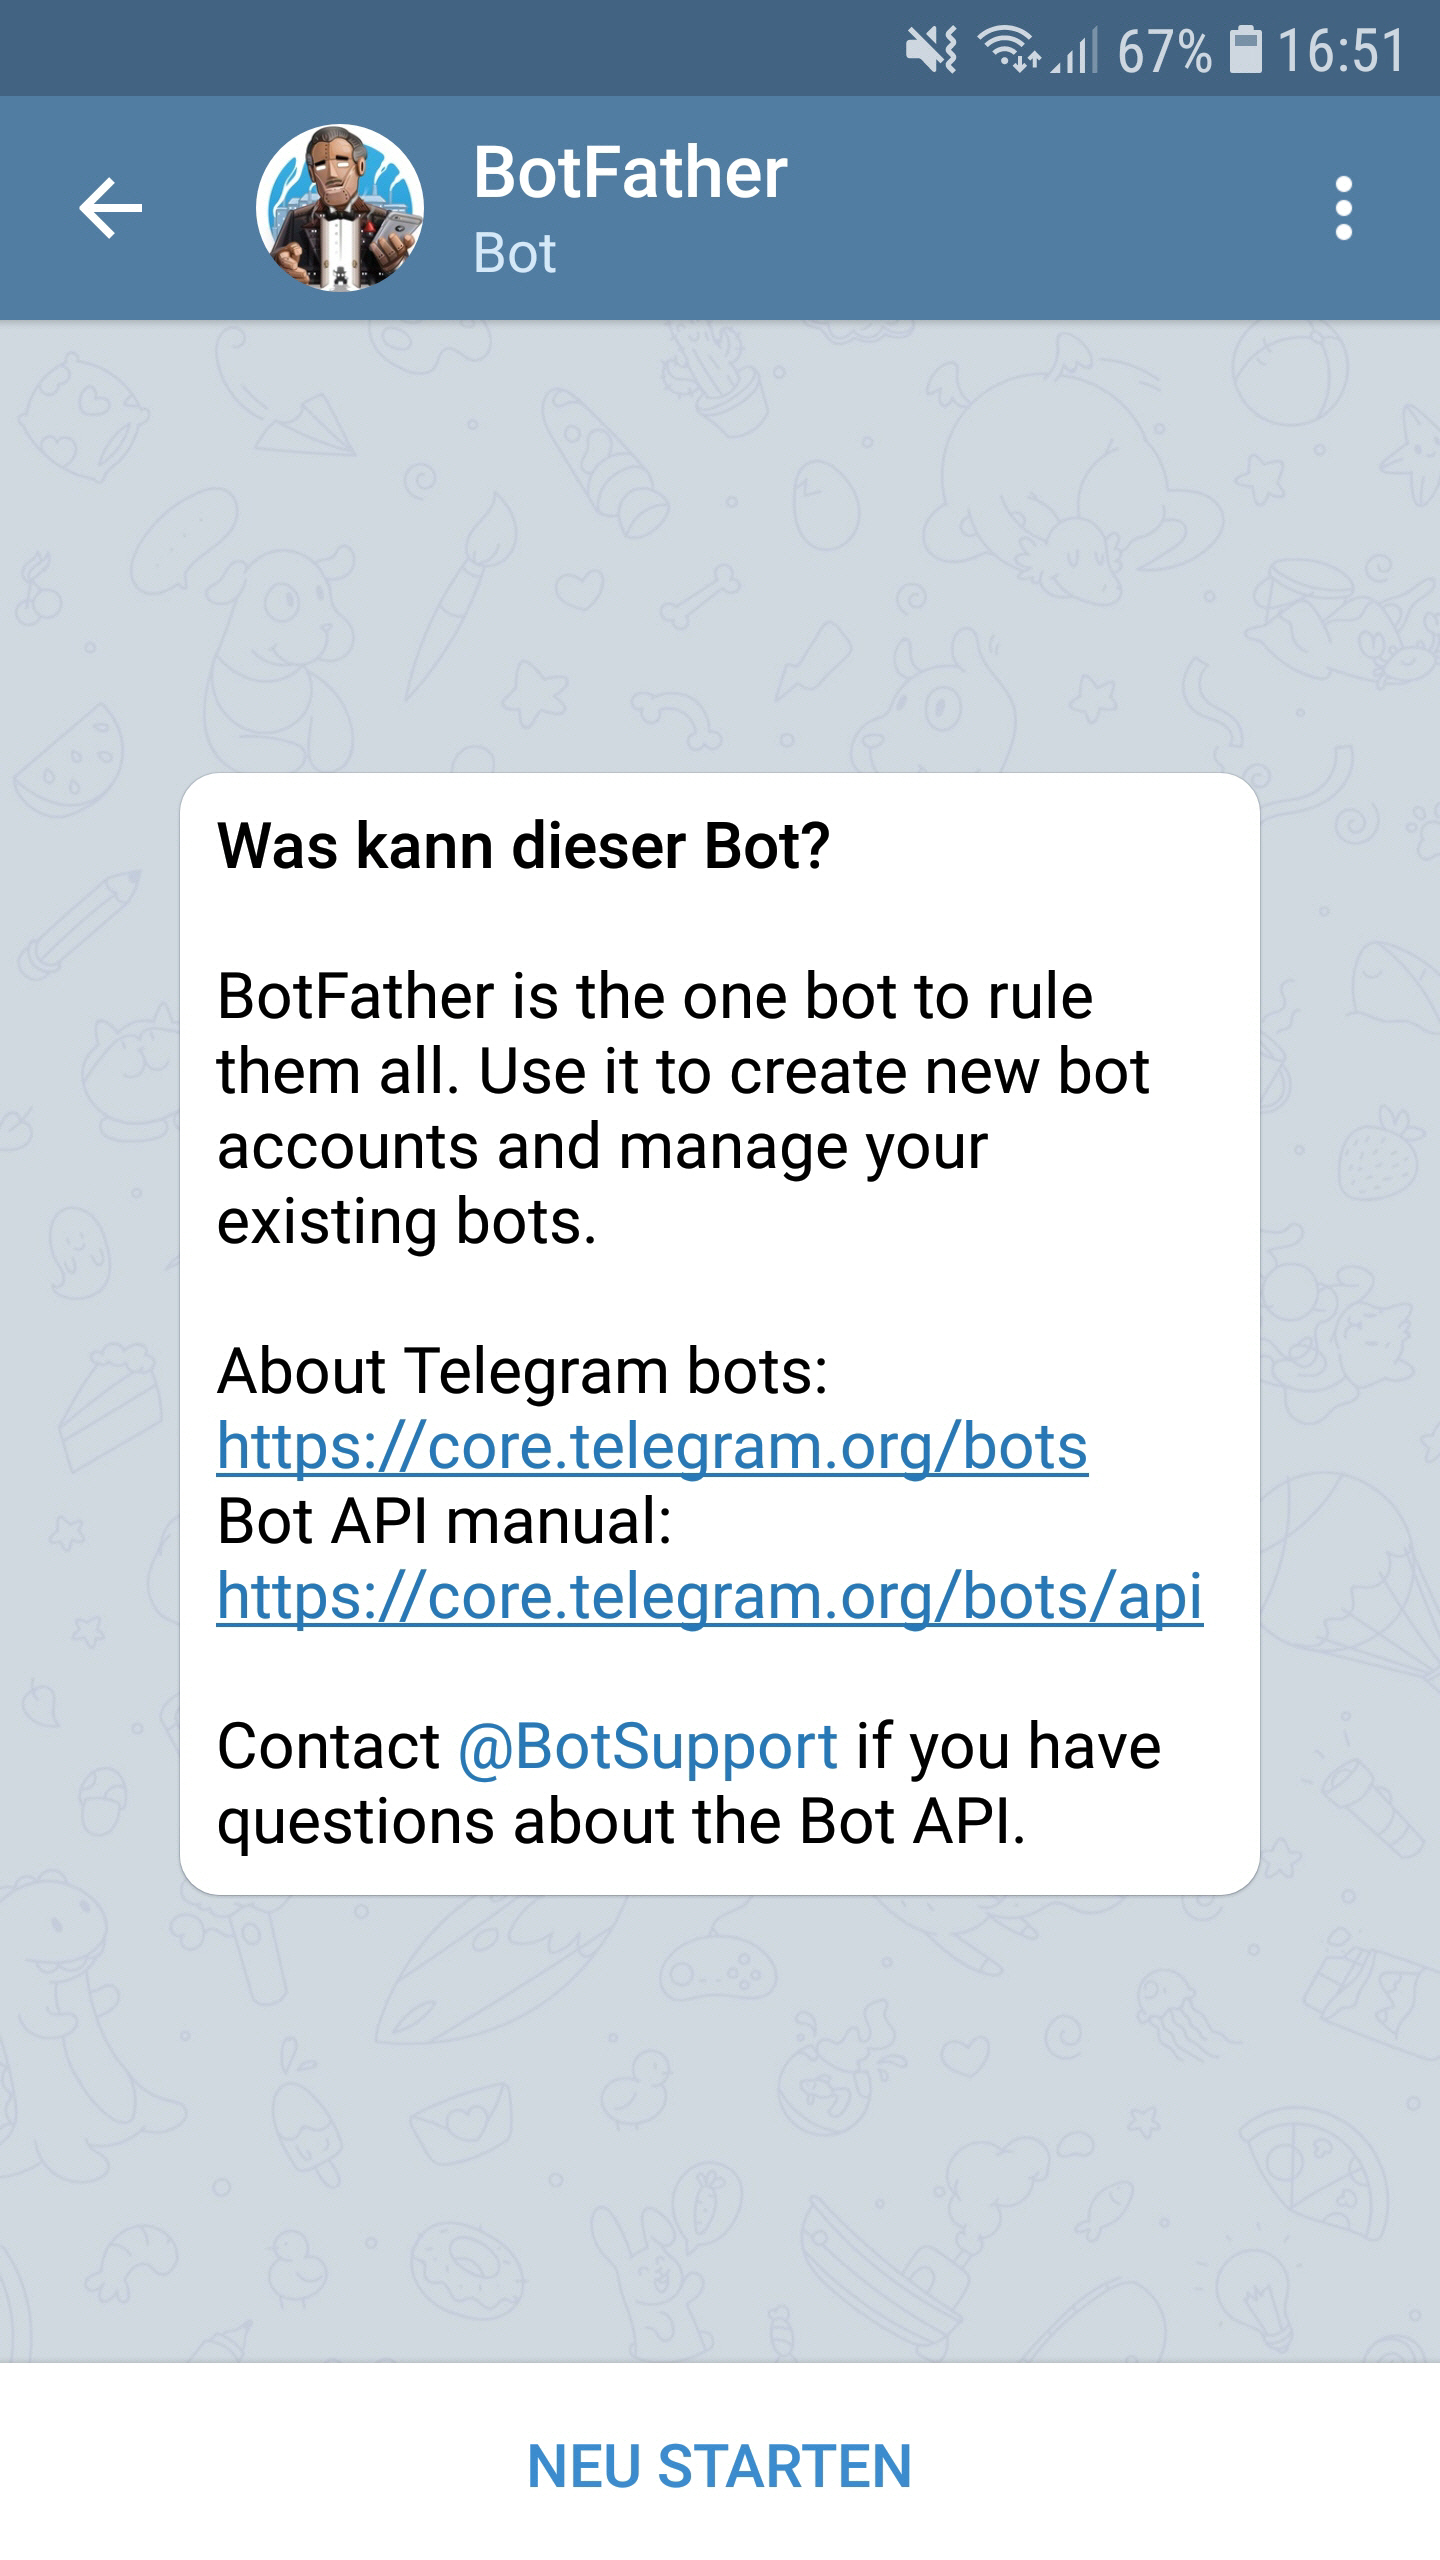 67% 16:51
BotFather
Bot
Was kann dieser Bot?
BotFather is the one bot to rule
them all. Use it to create new bot
accounts and manage your
existing bots.
About Telegram bots:
https://core.telegram.org/bots
Bot API manual:
https://core.telegram.org/bots/api
Contact @BotSupport if you have
questions about the Bot API.
NEU STARTEN